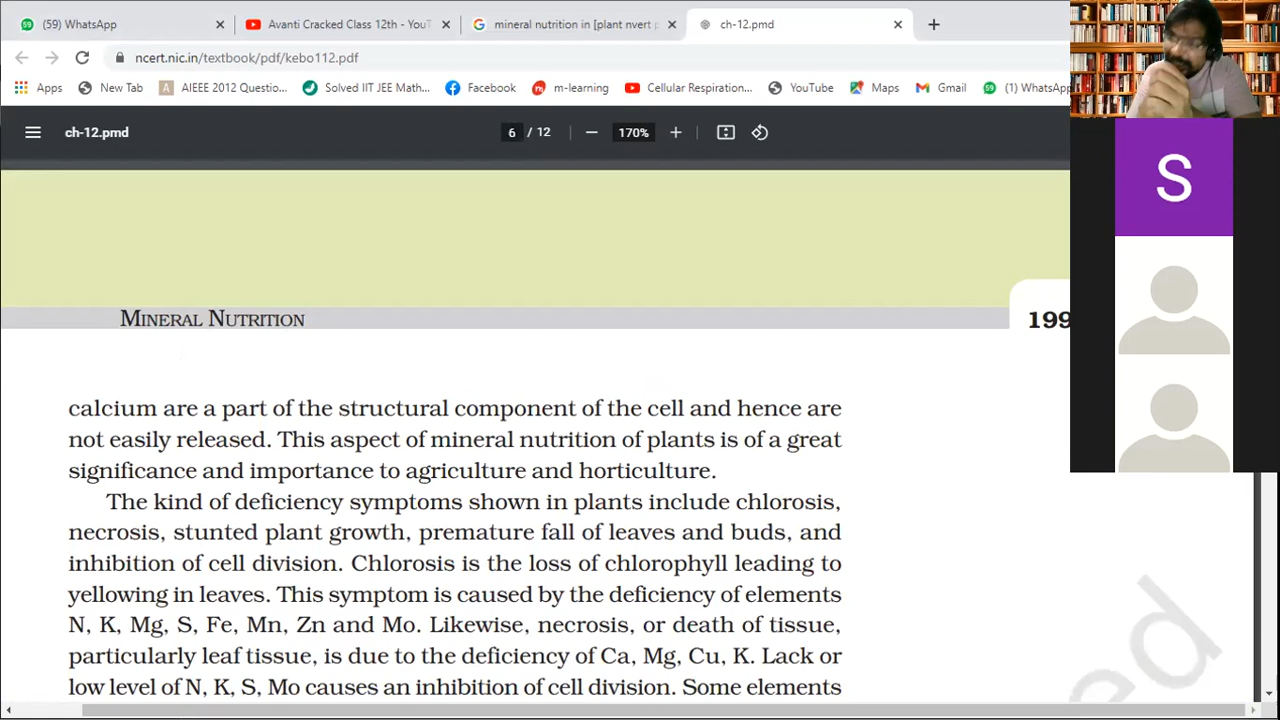 (59) WhatsApp
Avanti Cracked Class 12th - YouT
mineral nutrition in [plant nvert p
ch-12.pmd
ncert.nic.in/textbook/pdf/kebo112.pdf
Apps New Tab AIEEE 2012 Questio... Solved IIT JEE Math... Facebook m-learning Cellular Respiration... YouTube Maps Gmail (1) WhatsApp
ch-12.pmd
6 / 12
170%
S
MINERAL NUTRITION
199
calcium are a part of the structural component of the cell and hence are
not easily released. This aspect of mineral nutrition of plants is of a great
significance and importance to agriculture and horticulture.
The kind of deficiency symptoms shown in plants include chlorosis,
necrosis, stunted plant growth, premature fall of leaves and buds, and
inhibition of cell division. Chlorosis is the loss of chlorophyll leading to
yellowing in leaves. This symptom is caused by the deficiency of elements
N, K, Mg, S, Fe, Mn, Zn and Mo. Likewise, necrosis, or death of tissue,
particularly leaf tissue, is due to the deficiency of Ca, Mg, Cu, K. Lack or
low level of N, K, S, Mo causes an inhibition of cell division. Some elements
ed